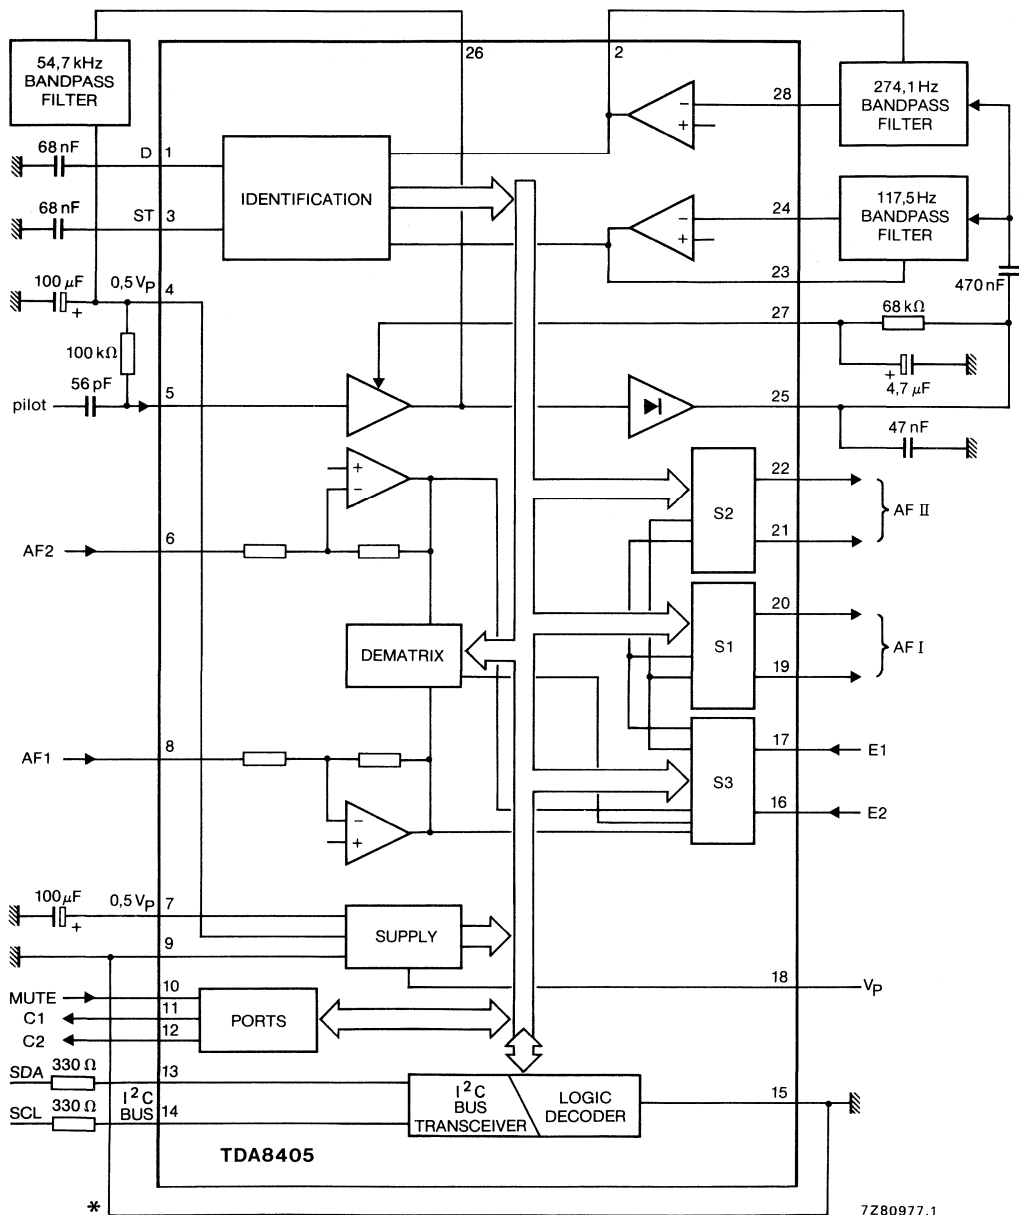 26
2
54,7 kHz
BANDPASS
FILTER
28
−
+
274,1 Hz
BANDPASS
FILTER
68 nF
D
1
IDENTIFICATION
68 nF
ST
3
24
−
+
117,5 Hz
BANDPASS
FILTER
23
470 nF
100 μF
+
0,5 VP
4
27
68 kΩ
100 kΩ
+
4,7 μF
56 pF
pilot
5
25
47 nF
+
−
22
S2
AF II
21
AF2
6
20
DEMATRIX
S1
AF I
19
AF1
8
17
E1
S3
−
+
16
E2
100 μF
+
0,5 VP
7
SUPPLY
9
18
VP
MUTE
10
C1
11
PORTS
C2
12
SDA
330 Ω
13
SCL
330 Ω
I2C
BUS
14
I2C
BUS
TRANSCEIVER
LOGIC
DECODER
15
TDA8405
*
7Z80977.1